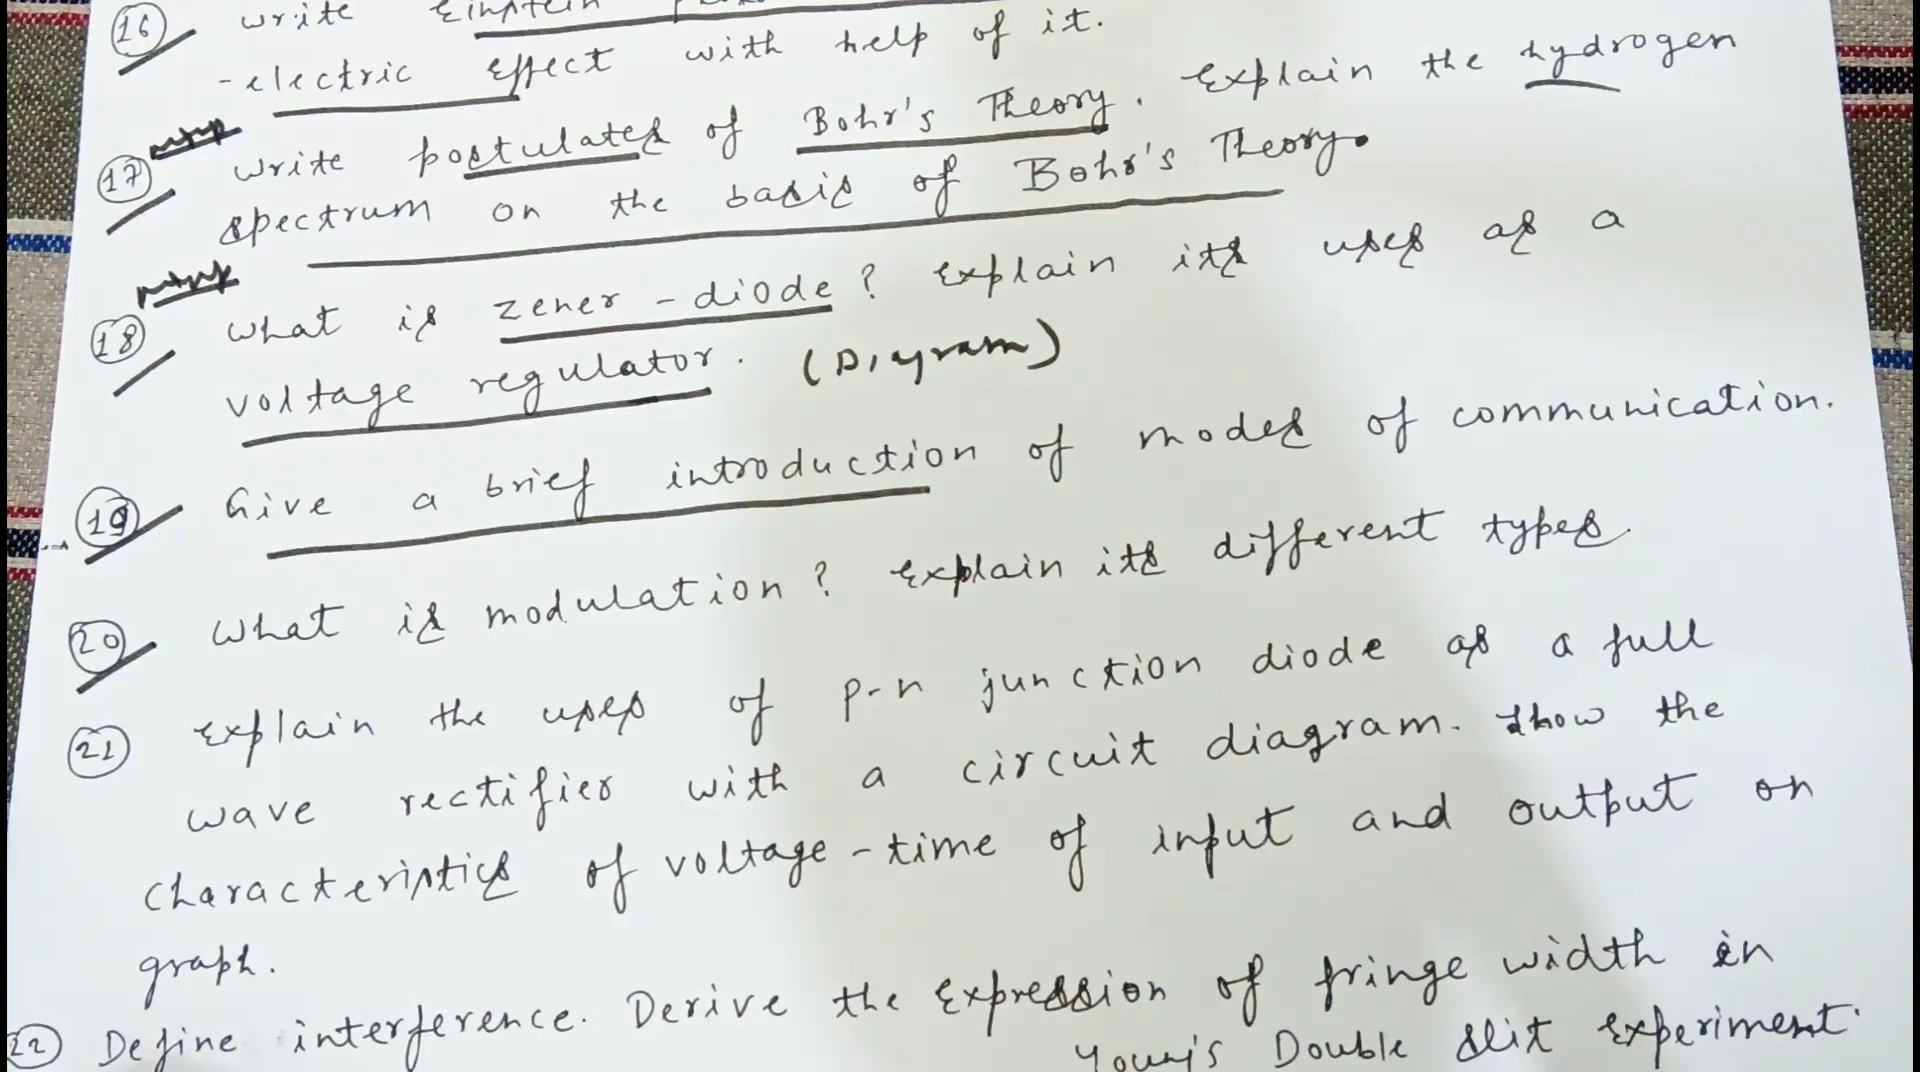 16 write Einstein
-electric effect with help of it.
17 write postulates of Bohr's Theory. Explain the hydrogen
spectrum on the basis of Bohr's Theory.
18 what is zener-diode? explain its uses as a
voltage regulator. (Diagram)
19 Give a brief introduction of modes of communication.
20 what is modulation? explain its different types.
21 explain the uses of p-n junction diode as a full
wave rectifier with a circuit diagram. show the
characteristics of voltage-time of input and output on
graph.
22 Define interference. Derive the expression of fringe width in
Young's Double slit experiment.